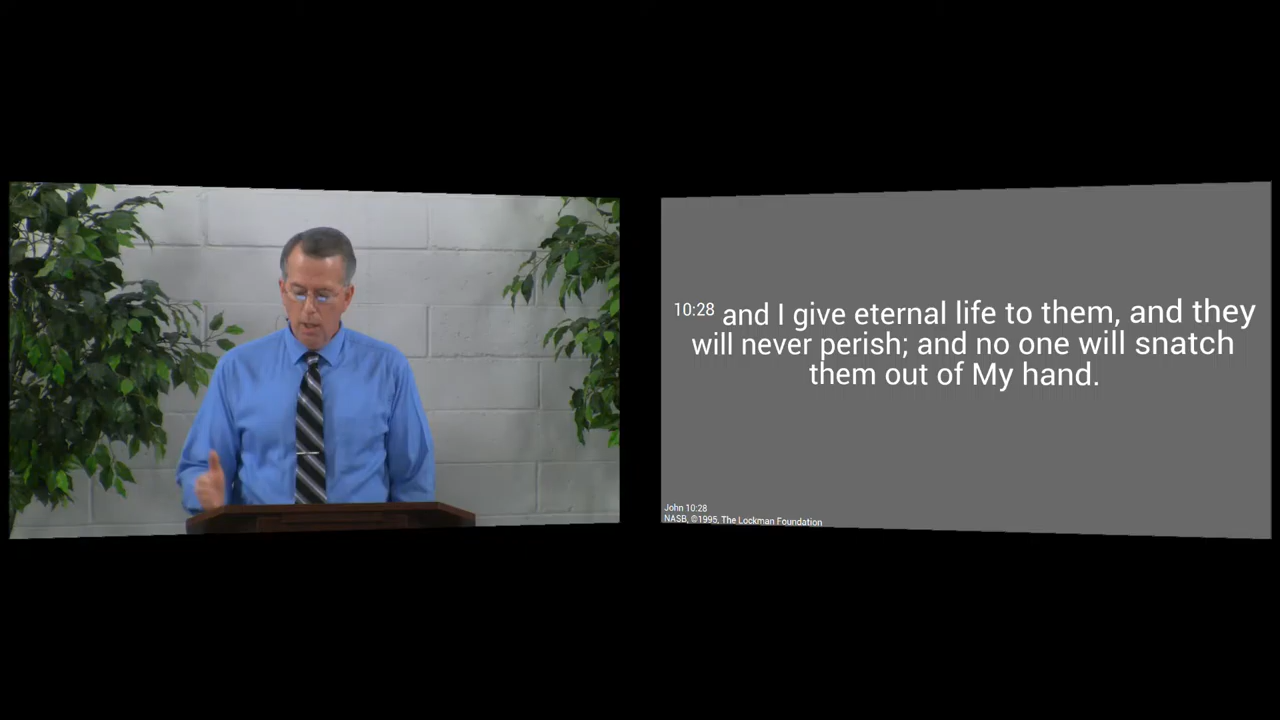 10:28 and I give eternal life to them, and they
will never perish; and no one will snatch
them out of My hand.
John 10:28
NASB, ©1995, The Lockman Foundation